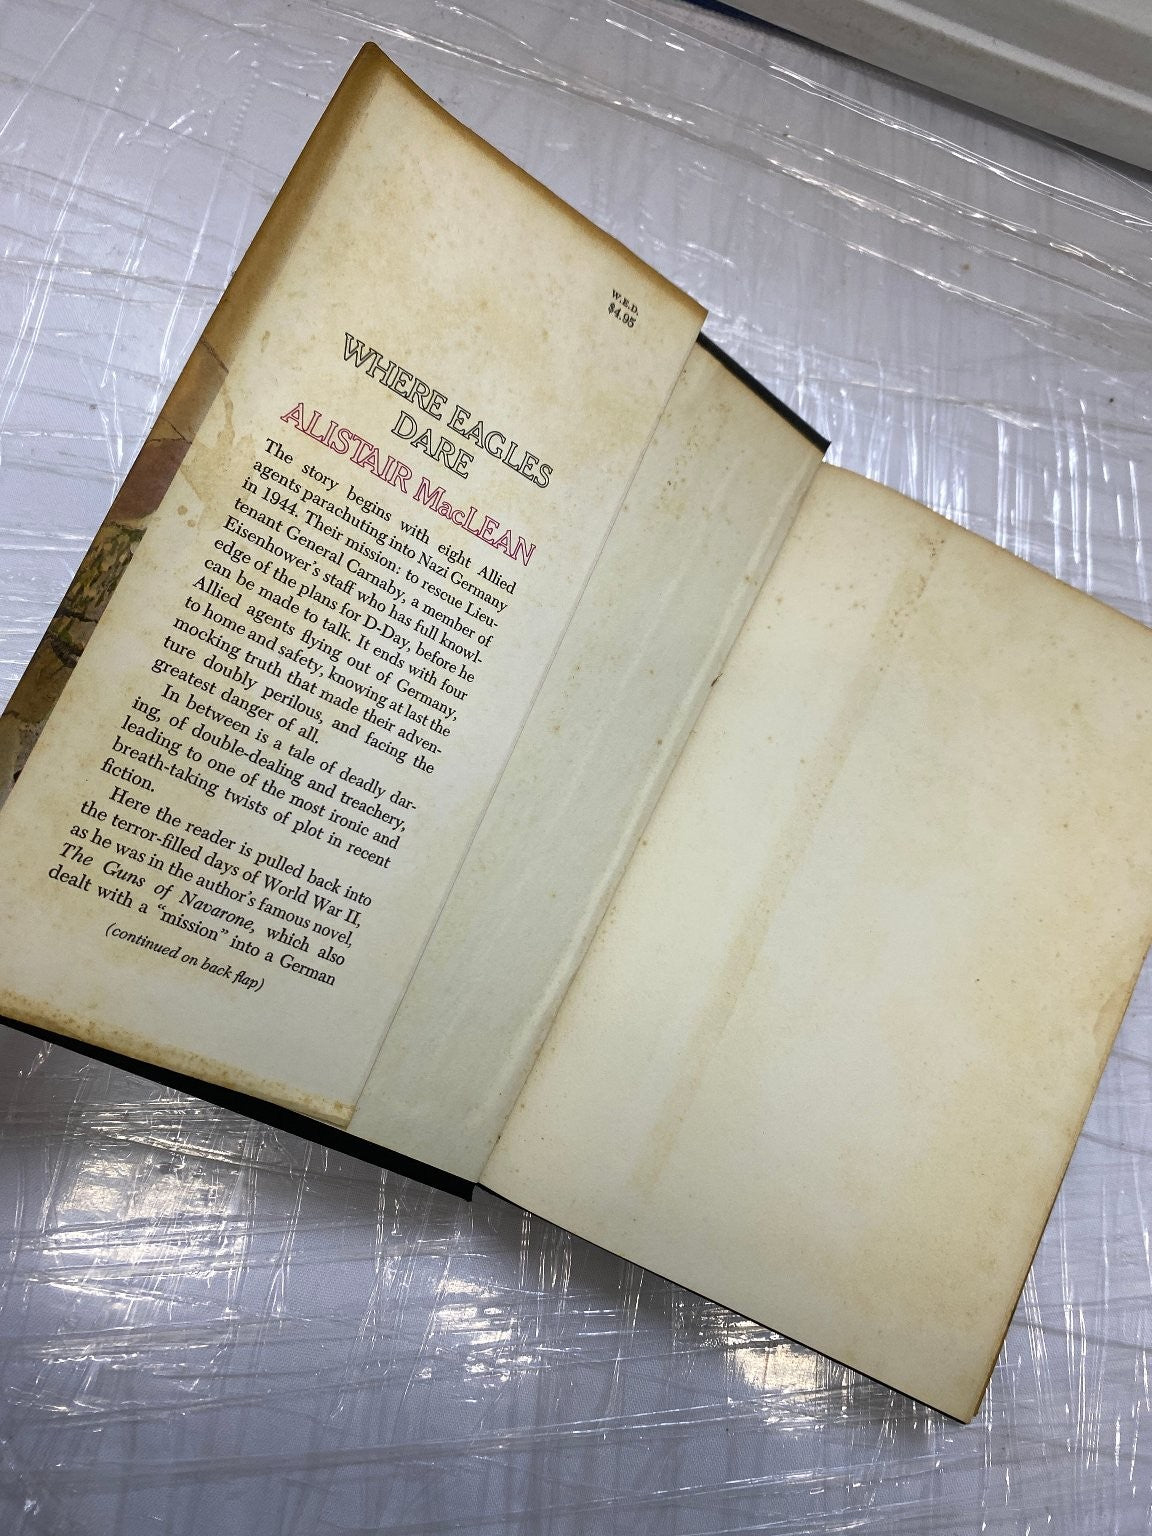 W.E.D.
$4.95
WHERE EAGLES
DARE
ALISTAIR MacLEAN
The story begins with eight Allied
agents parachuting into Nazi Germany
in 1944. Their mission: to rescue Lieu-
tenant General Carnaby, a member of
Eisenhower's staff who has full knowl-
edge of the plans for D-Day, before he
can be made to talk. It ends with four
Allied agents flying out of Germany,
to home and safety, knowing at last the
mocking truth that made their adven-
ture doubly perilous, and facing the
greatest danger of all.
In between is a tale of deadly dar-
ing, of double-dealing and treachery,
leading to one of the most ironic and
breath-taking twists of plot in recent
fiction.
Here the reader is pulled back into
the terror-filled days of World War II,
as he was in the author's famous novel,
The Guns of Navarone, which also
dealt with a "mission" into a German
(continued on back flap)